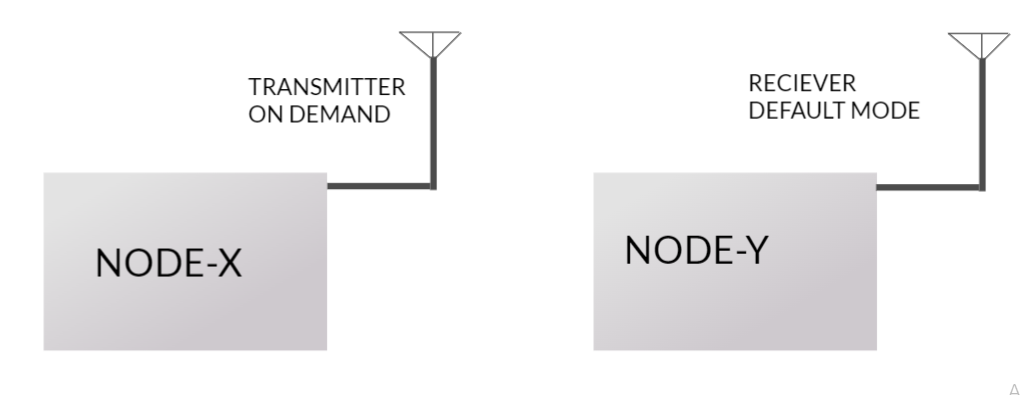 TRANSMITTER
ON DEMAND
RECIEVER
DEFAULT MODE
NODE-X
NODE-Y